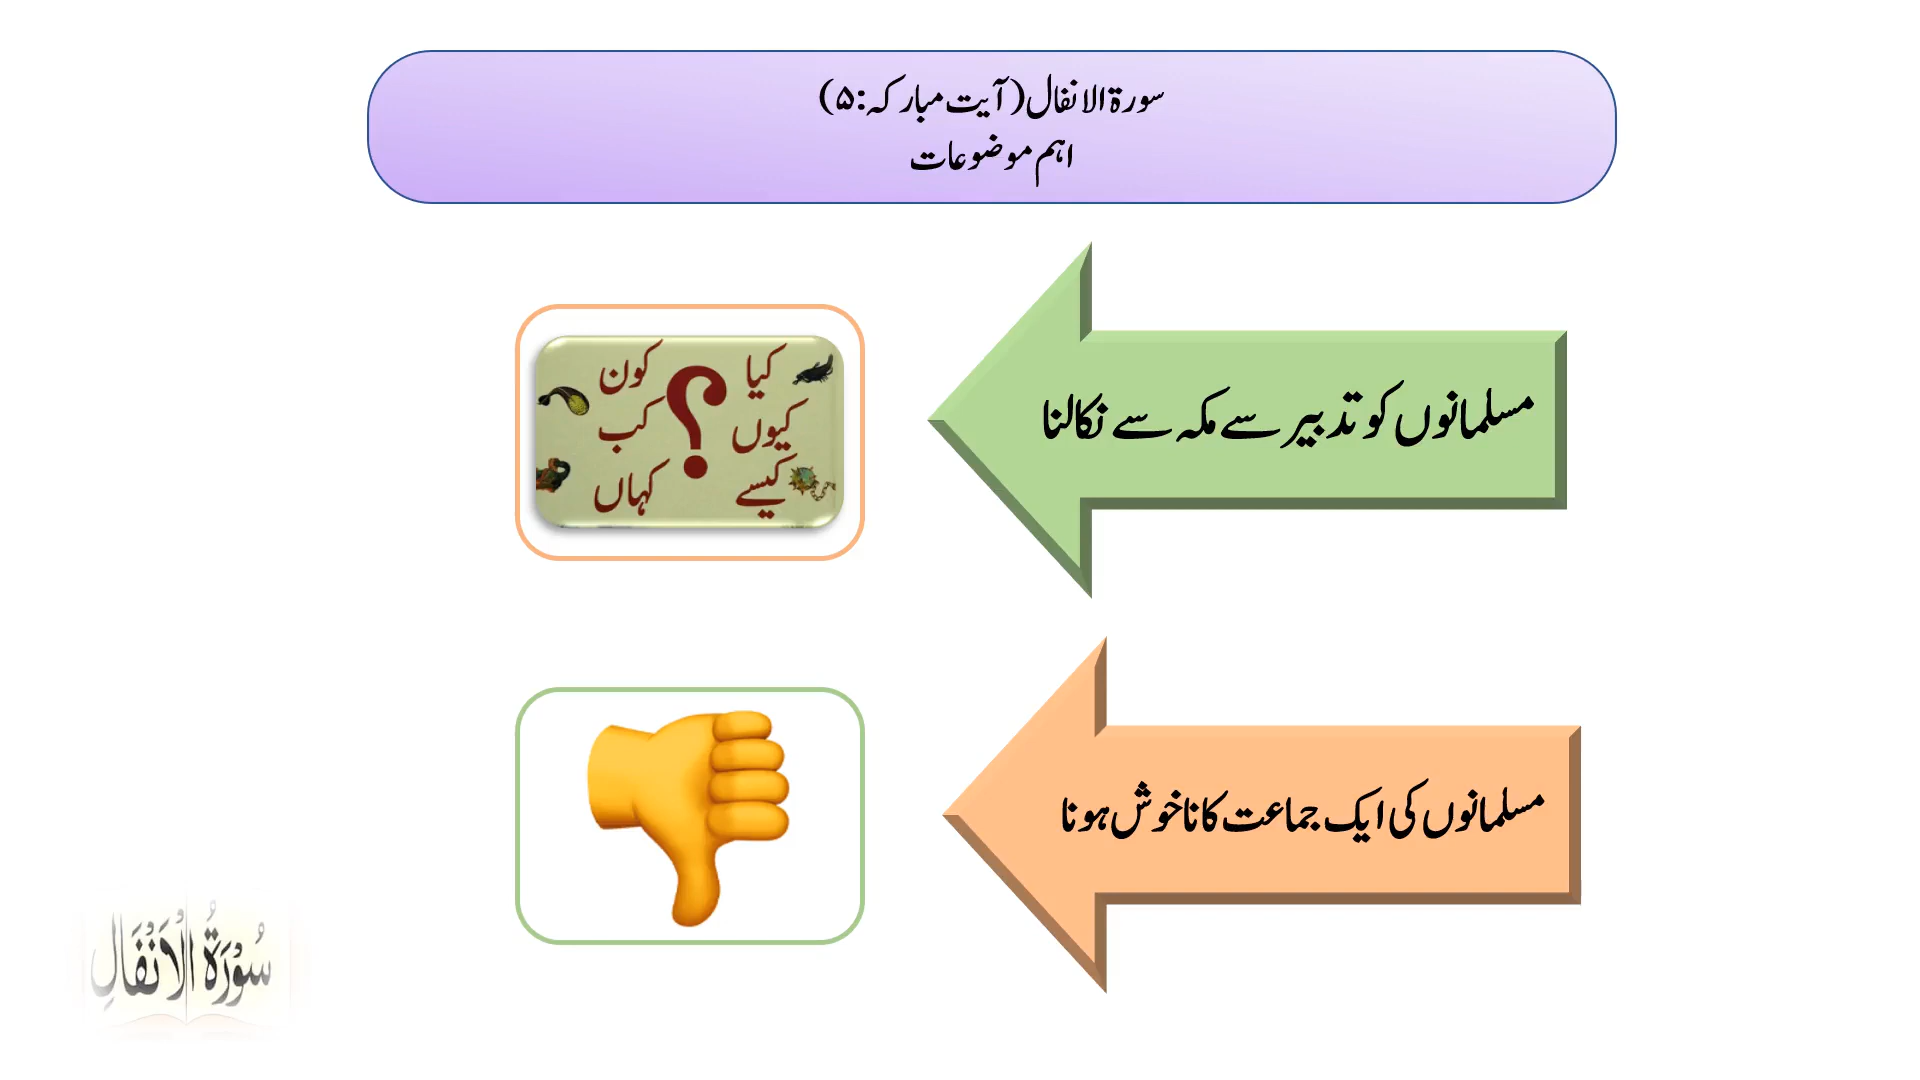 سورۃ الانفال (آیت مبارکہ: ۵)
اہم موضوعات
مسلمانوں کو تدبیر سے مکہ سے نکالنا
کیا
کون
؟
کیوں
کب
کیسے
کہاں
مسلمانوں کی ایک جماعت کا ناخوش ہونا
سُوْرَةُ الْاَنْفَالِ